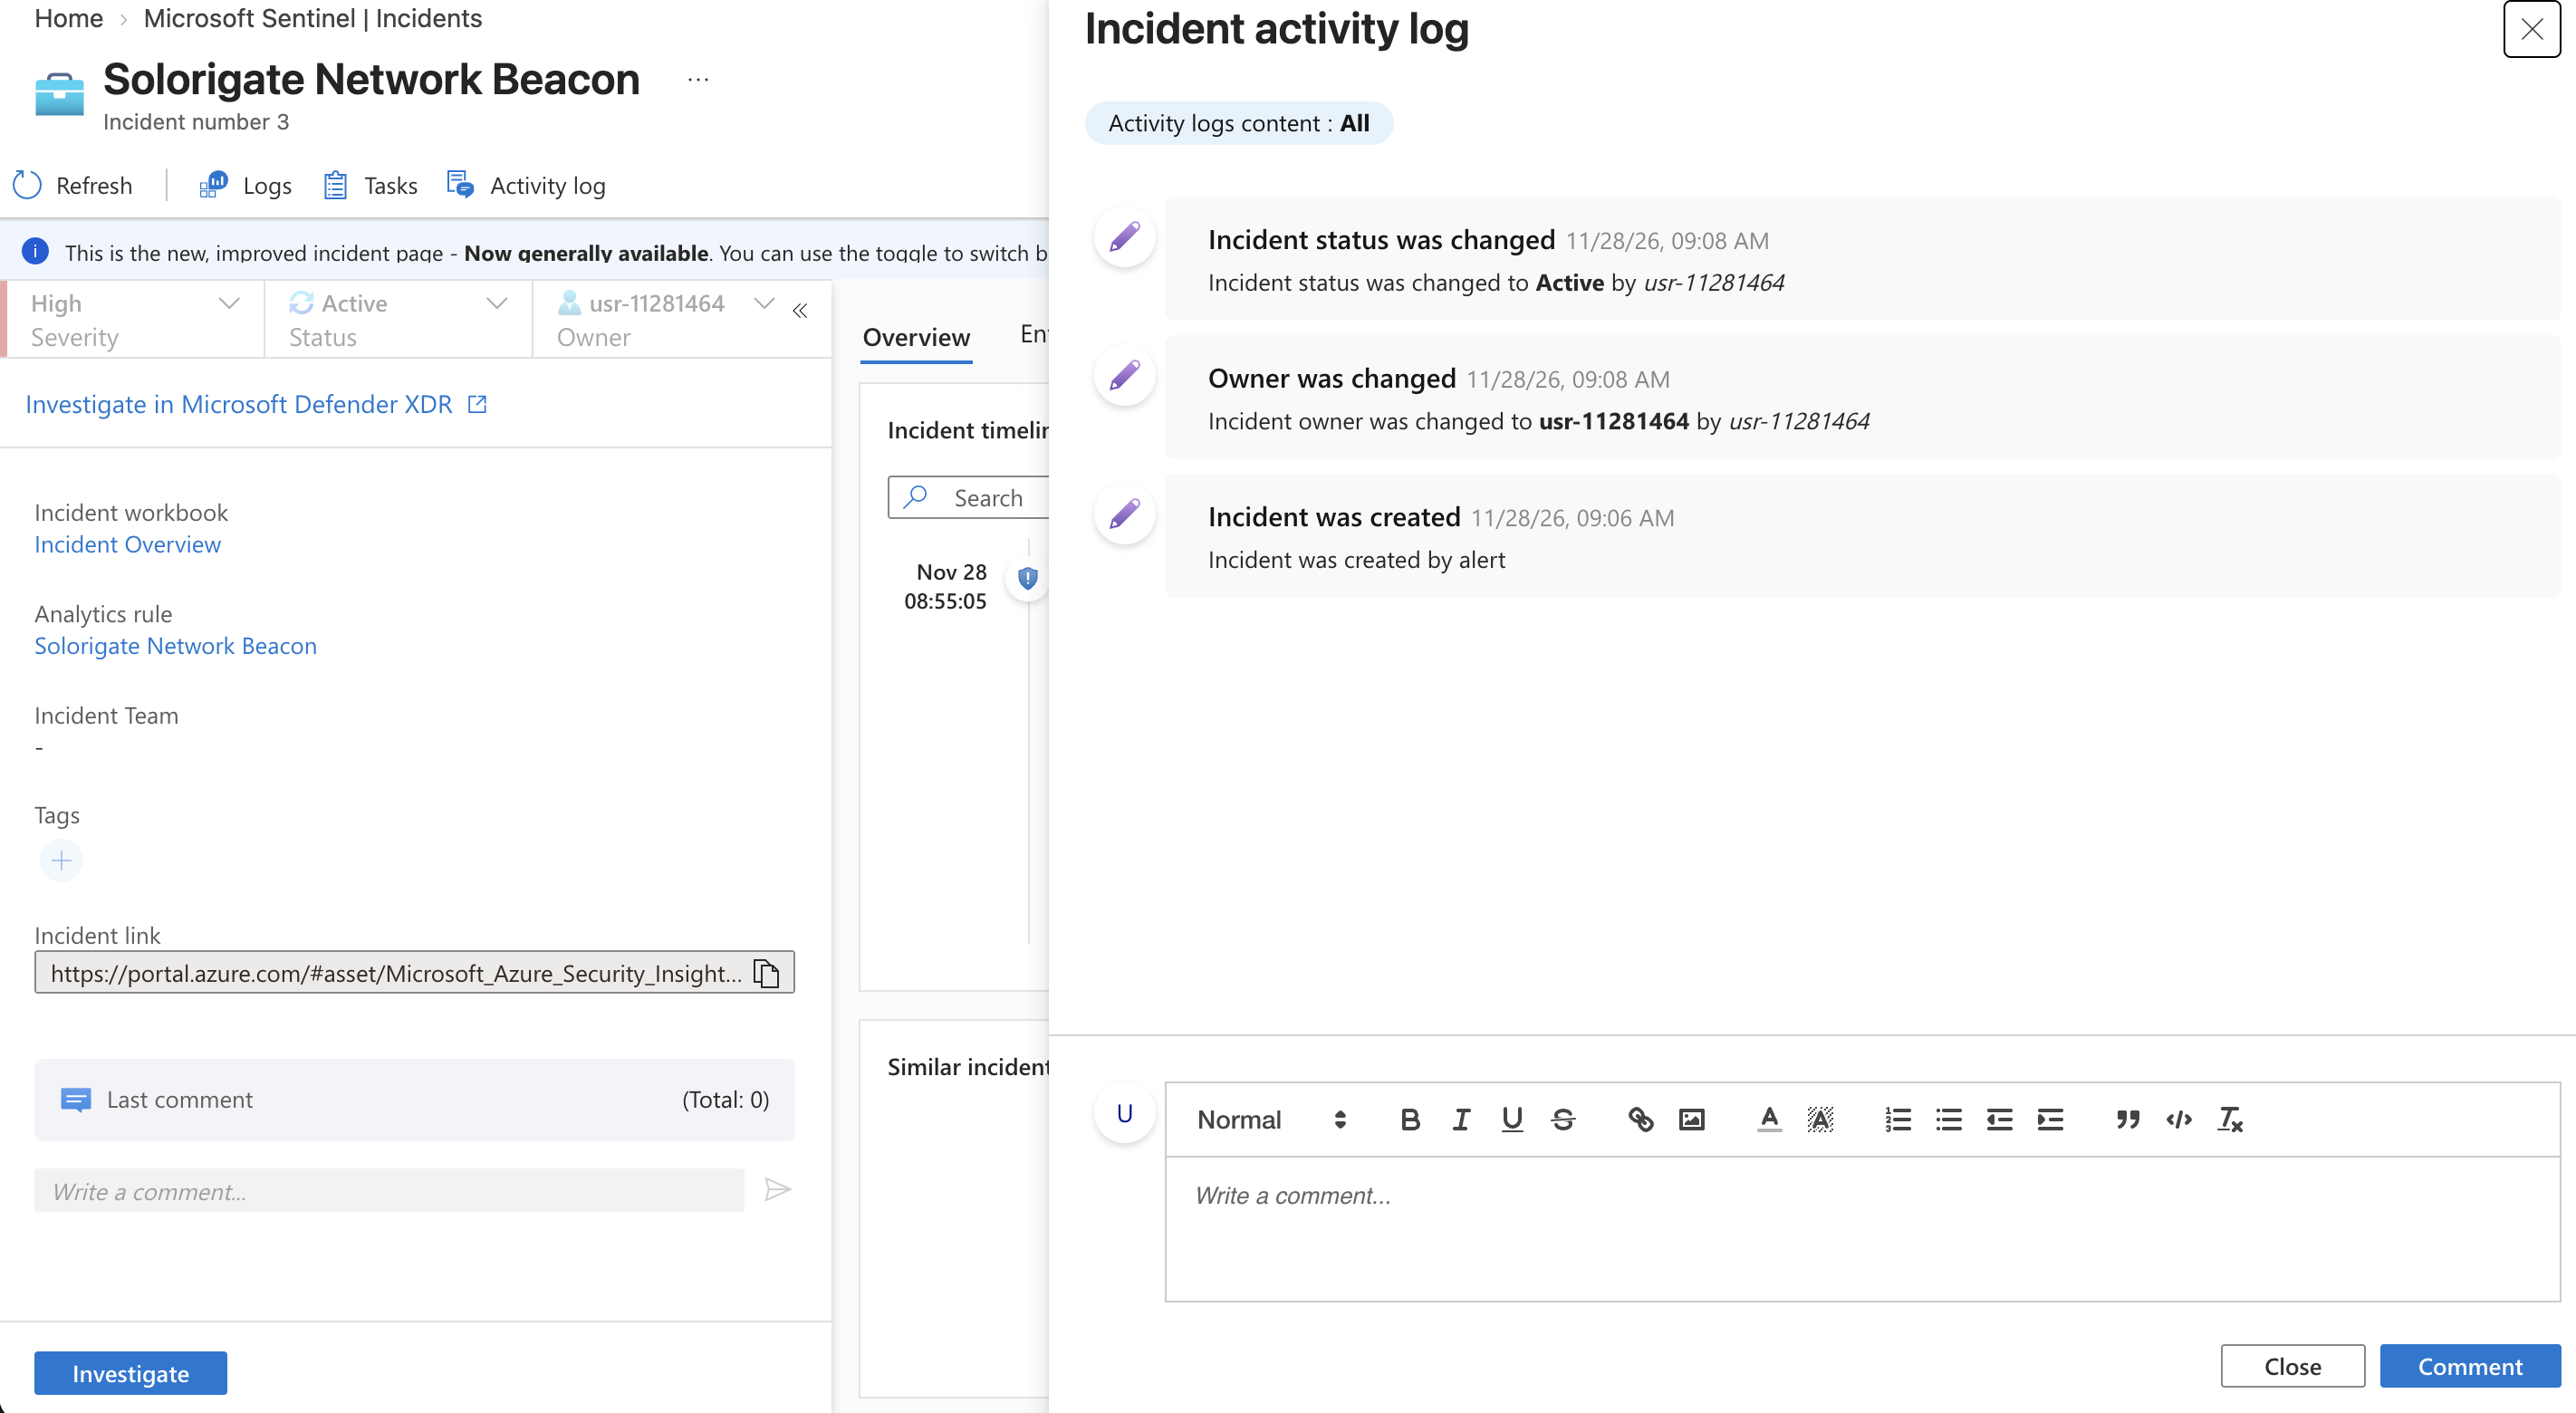 Home > Microsoft Sentinel | Incidents
Solorigate Network Beacon ...
Incident number 3
Refresh
Logs
Tasks
Activity log
This is the new, improved incident page - Now generally available. You can use the toggle to switch b
High
Severity
Active
Status
usr-11281464
Owner
Investigate in Microsoft Defender XDR
Incident workbook
Incident Overview
Analytics rule
Solorigate Network Beacon
Incident Team
-
Tags
Incident link
https://portal.azure.com/#asset/Microsoft_Azure_Security_Insight...
Last comment (Total: 0)
Write a comment...
Investigate
Overview
Ent
Incident timelin
Search
Nov 28
08:55:05
Similar incident
Incident activity log
Activity logs content : All
Incident status was changed 11/28/26, 09:08 AM
Incident status was changed to Active by usr-11281464
Owner was changed 11/28/26, 09:08 AM
Incident owner was changed to usr-11281464 by usr-11281464
Incident was created 11/28/26, 09:06 AM
Incident was created by alert
U
Normal
Write a comment...
Close
Comment